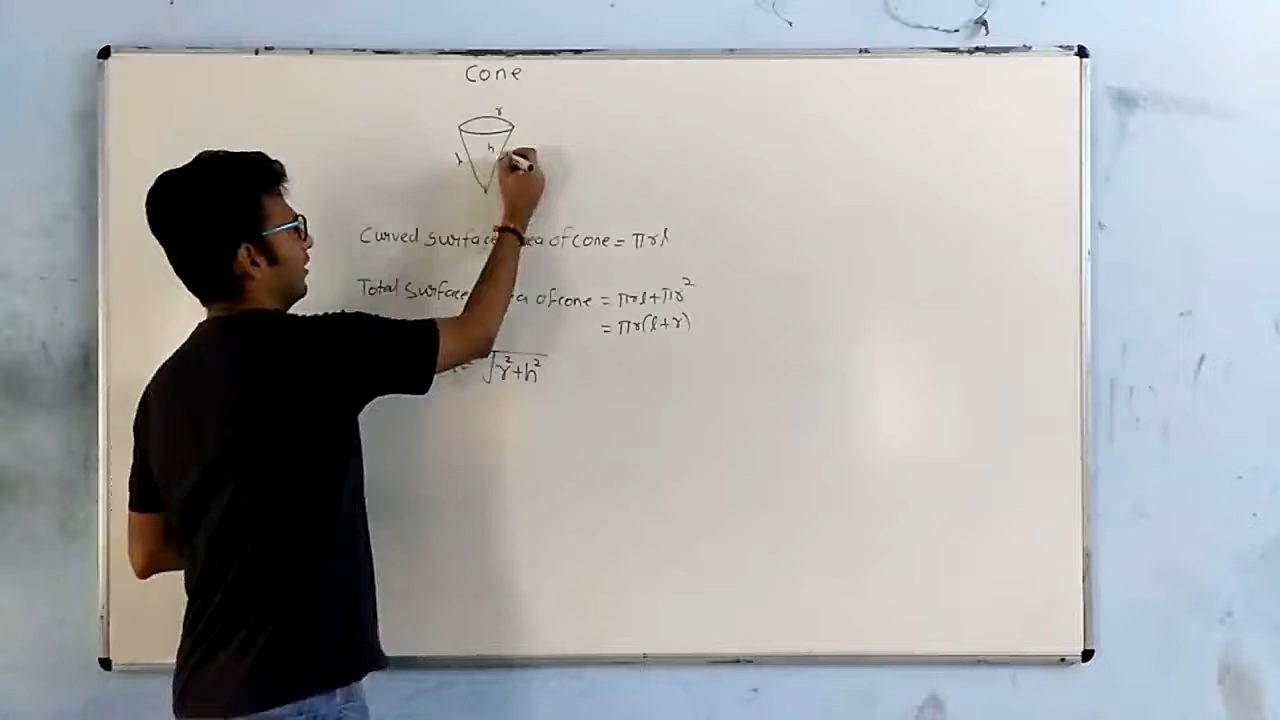 Cone
r
h
l
Curved surface area of cone = πrl
Total surface area of cone = πrl+πr²
= πr(l+r)
l= √r²+h²